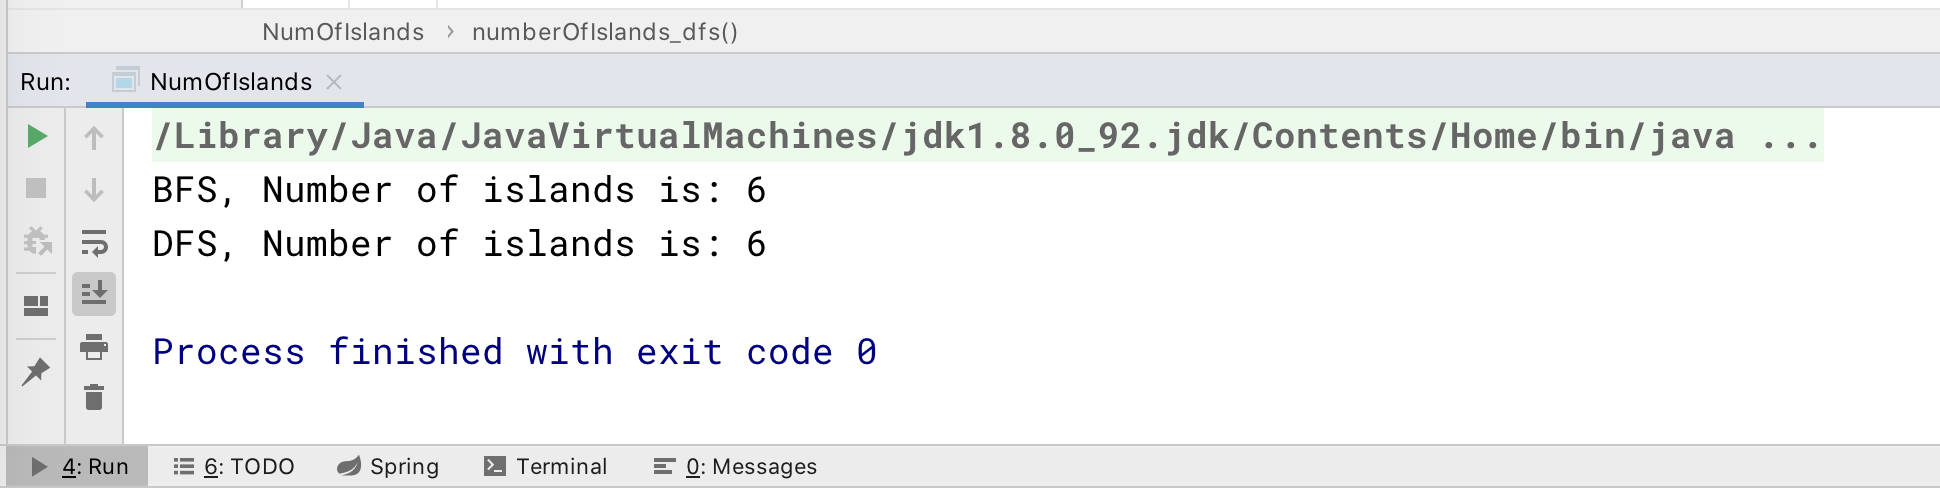 NumOfIslands › numberOfIslands_dfs()
Run: NumOfIslands
/Library/Java/JavaVirtualMachines/jdk1.8.0_92.jdk/Contents/Home/bin/java ...
BFS, Number of islands is: 6
DFS, Number of islands is: 6
Process finished with exit code 0
4: Run 6: TODO Spring Terminal 0: Messages